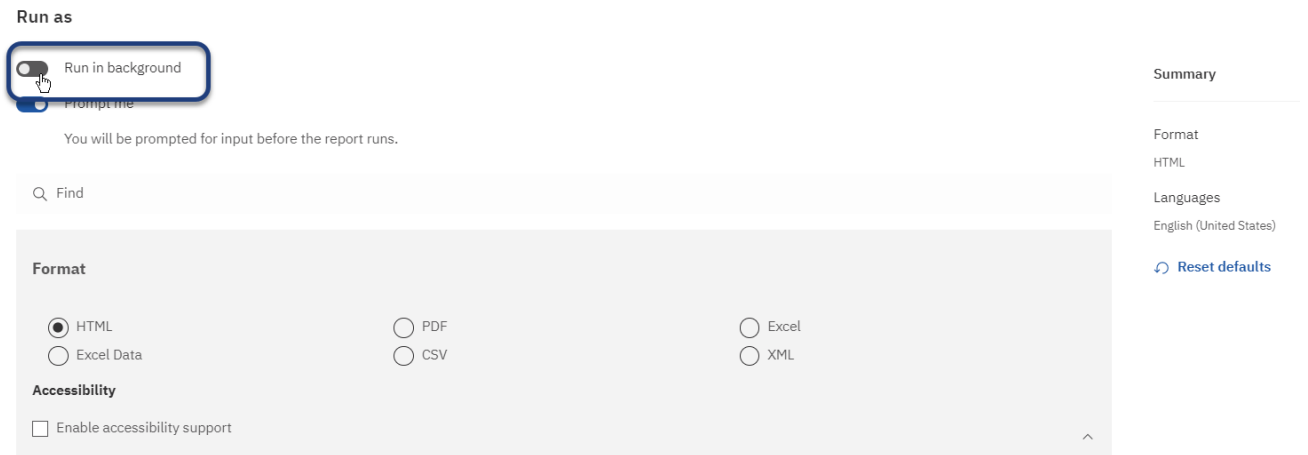 Run as
Run in background
Prompt me
You will be prompted for input before the report runs.
Find
Format
HTML
PDF
Excel
Excel Data
CSV
XML
Accessibility
Enable accessibility support
Summary
Format
HTML
Languages
English (United States)
Reset defaults